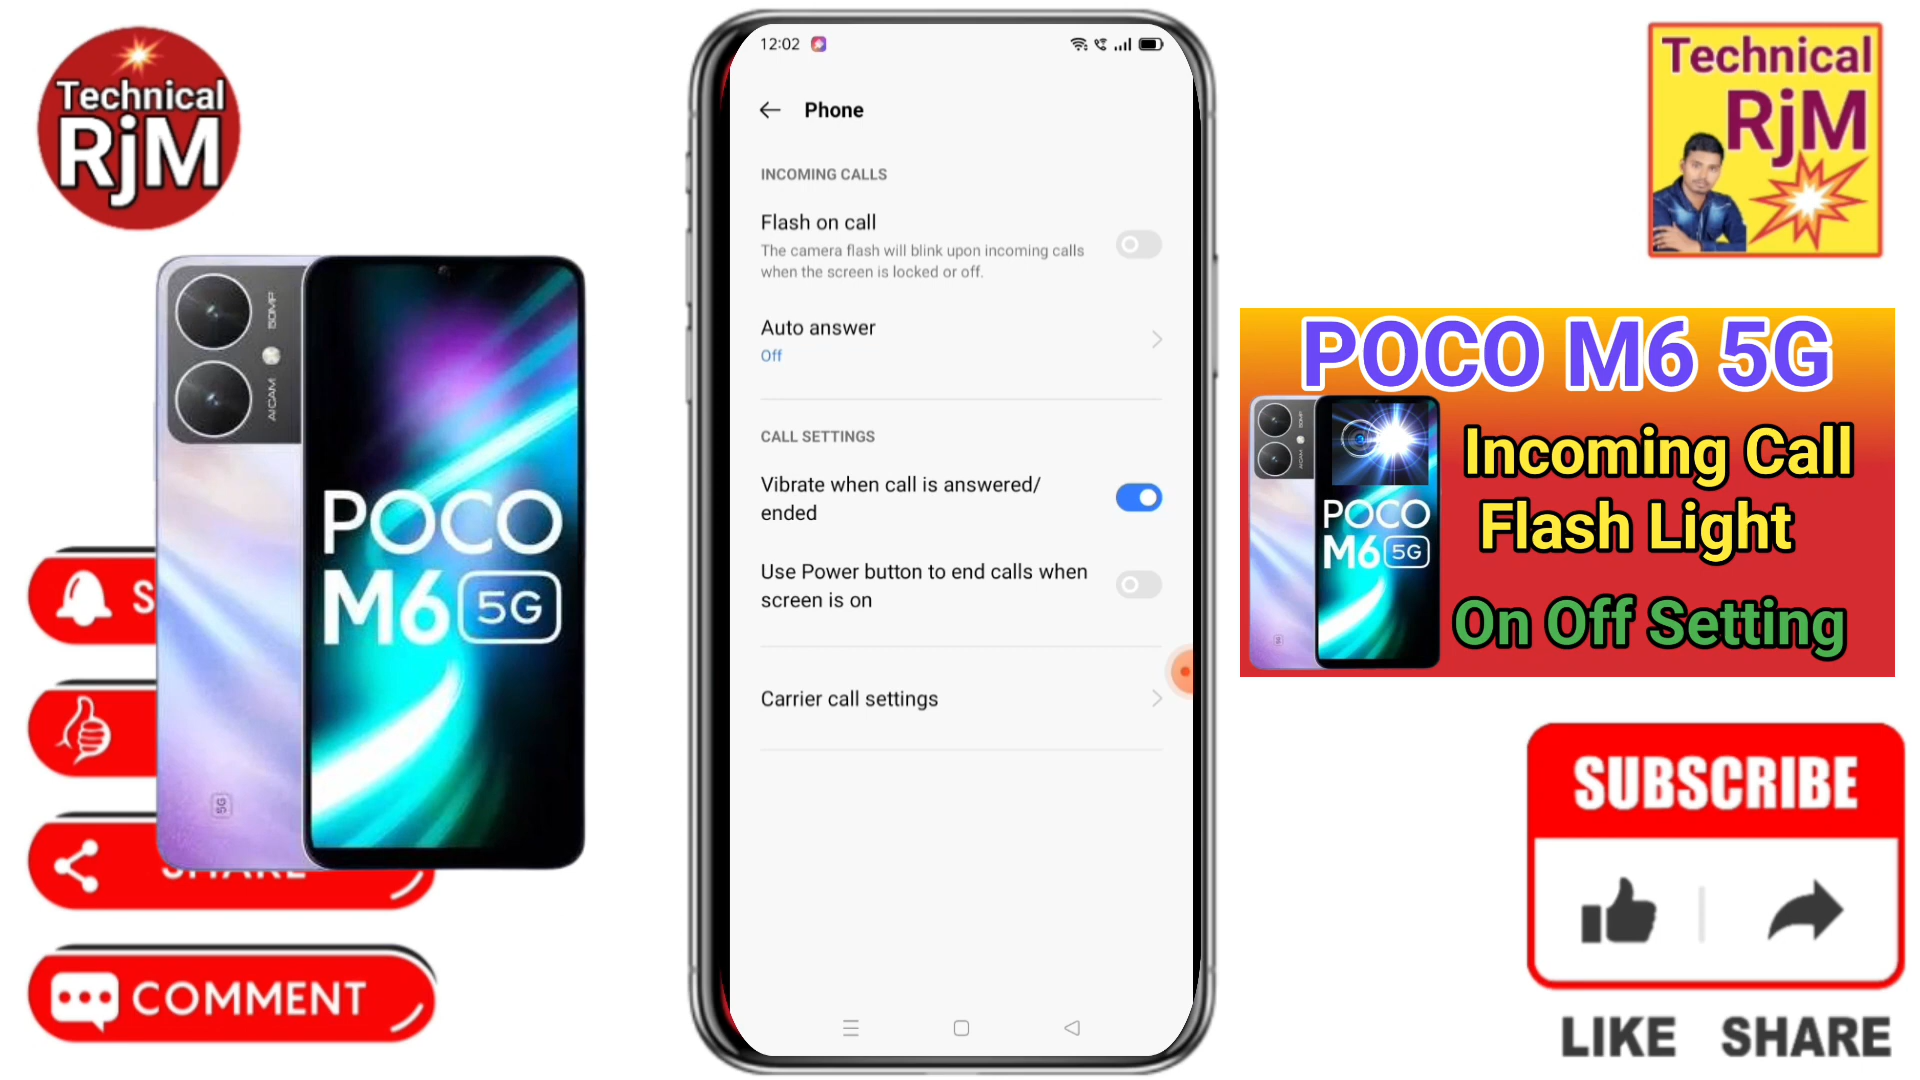 Technical
RjM
50MP
AICAM
POCO
M6 5G
5G
S
SHARE
COMMENT
12:02
Phone
INCOMING CALLS
Flash on call
The camera flash will blink upon incoming calls
when the screen is locked or off.
Auto answer
Off
CALL SETTINGS
Vibrate when call is answered/
ended
Use Power button to end calls when
screen is on
Carrier call settings
Technical
RjM
POCO M6 5G
Incoming Call
Flash Light
On Off Setting
POCO
M6 5G
SUBSCRIBE
LIKE SHARE